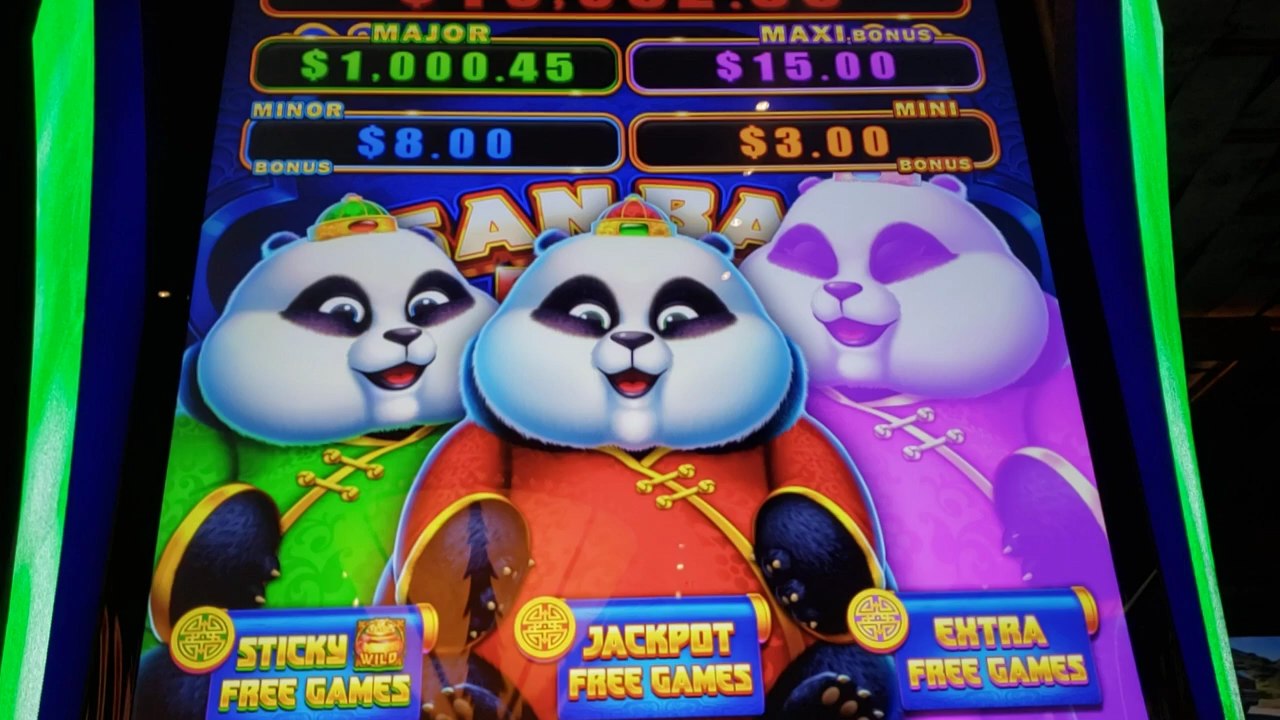 MAJOR
$1,000.45
MAXI BONUS
$15.00
MINOR
$8.00
BONUS
MINI
$3.00
BONUS
STICKY
WILD
FREE GAMES
JACKPOT
FREE GAMES
EXTRA
FREE GAMES